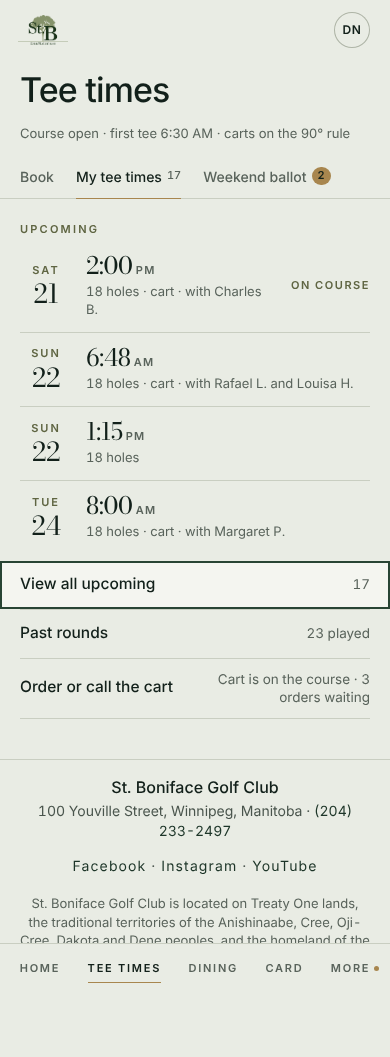 St.B
DN
Tee times
Course open · first tee 6:30 AM · carts on the 90° rule
Book My tee times 17 Weekend ballot 2
UPCOMING
SAT 21 2:00 PM
18 holes · cart · with Charles
B.
ON COURSE
SUN 22 6:48 AM
18 holes · cart · with Rafael L. and Louisa H.
SUN 22 1:15 PM
18 holes
TUE 24 8:00 AM
18 holes · cart · with Margaret P.
View all upcoming 17
Past rounds 23 played
Order or call the cart Cart is on the course · 3
orders waiting
St. Boniface Golf Club
100 Youville Street, Winnipeg, Manitoba · (204)
233-2497
Facebook · Instagram · YouTube
St. Boniface Golf Club is located on Treaty One lands,
the traditional territories of the Anishinaabe, Cree, Oji-
Cree, Dakota and Dene peoples, and the homeland of the
HOME TEE TIMES DINING CARD MORE